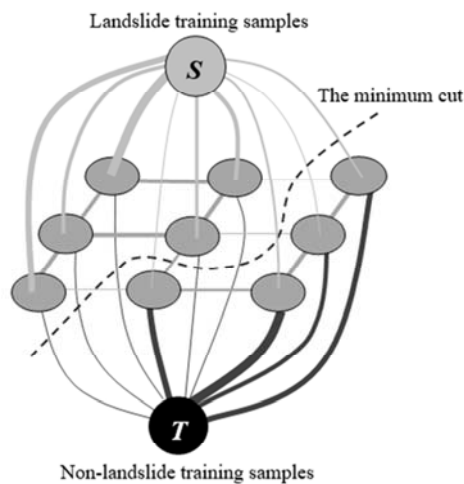 Landslide training samples
S
The minimum cut
T
Non-landslide training samples